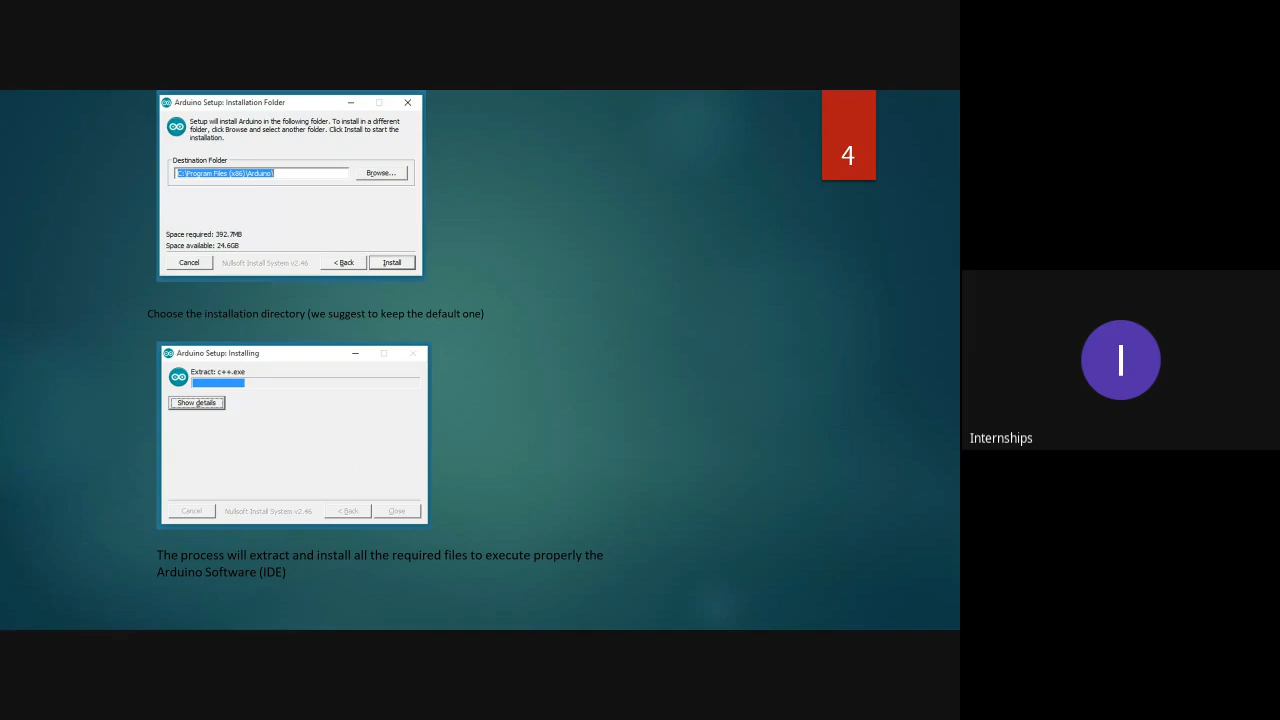 Arduino Setup: Installation Folder
Setup will install Arduino in the following folder. To install in a different
folder, click Browse and select another folder. Click Install to start the
installation.
Destination Folder
C:\Program Files (x86)\Arduino\
Browse...
Space required: 392.7MB
Space available: 24.6GB
Cancel Nullsoft Install System v2.46 < Back Install
4
Choose the installation directory (we suggest to keep the default one)
Arduino Setup: Installing
Extract: c++.exe
Show details
Cancel Nullsoft Install System v2.46 < Back Close
The process will extract and install all the required files to execute properly the
Arduino Software (IDE)
I
Internships